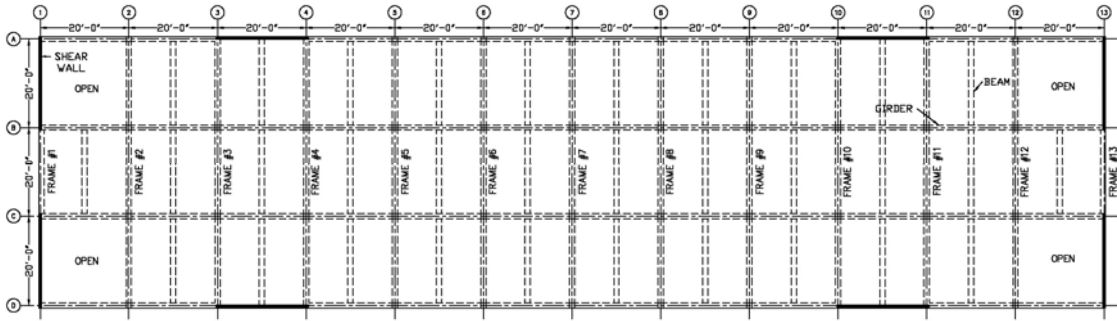 1 2 3 4 5 6 7 8 9 10 11 12 13
20'-0" 20'-0" 20'-0" 20'-0" 20'-0" 20'-0" 20'-0" 20'-0" 20'-0" 20'-0" 20'-0" 20'-0"
A
SHEAR
WALL
20'-0"
OPEN
BEAM
OPEN
GIRDER
B
20'-0"
FRAME #1
FRAME #2
FRAME #3
FRAME #4
FRAME #5
FRAME #6
FRAME #7
FRAME #8
FRAME #9
FRAME #10
FRAME #11
FRAME #12
FRAME #13
C
20'-0"
OPEN
OPEN
D